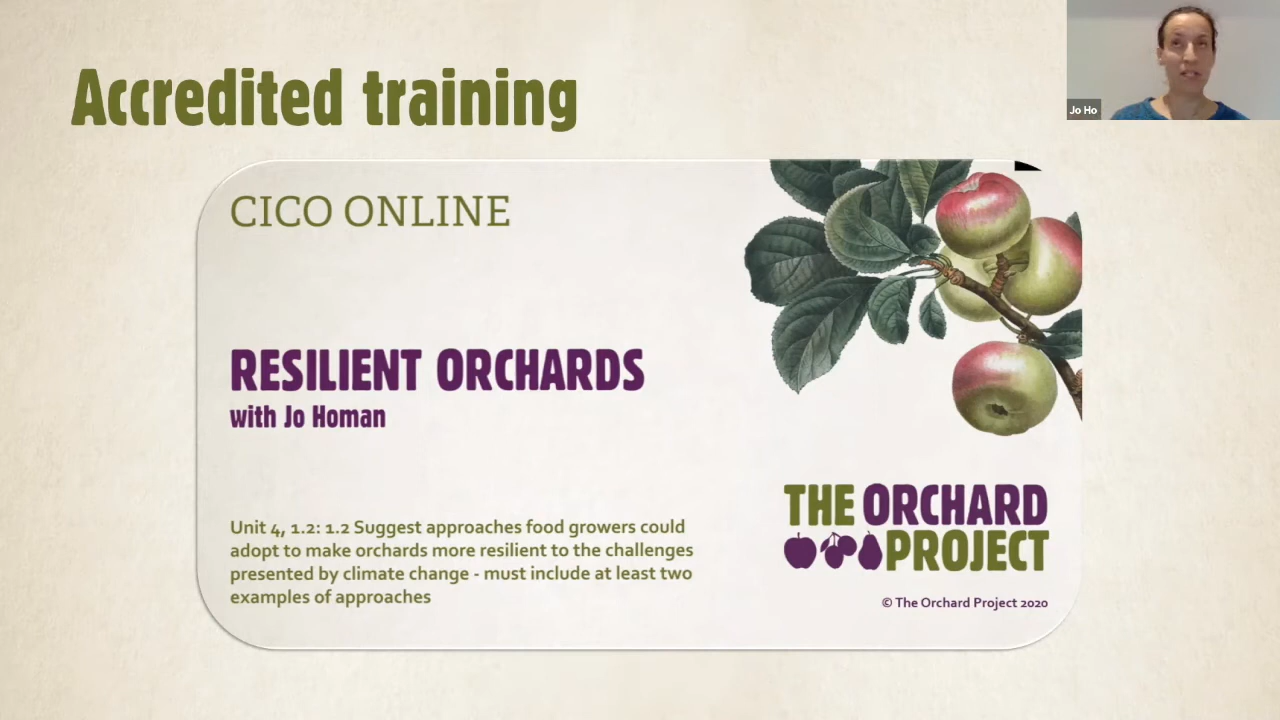 Accredited training
Jo Ho
CICO ONLINE
RESILIENT ORCHARDS
with Jo Homan
Unit 4, 1.2: 1.2 Suggest approaches food growers could
adopt to make orchards more resilient to the challenges
presented by climate change - must include at least two
examples of approaches
THE ORCHARD
PROJECT
© The Orchard Project 2020